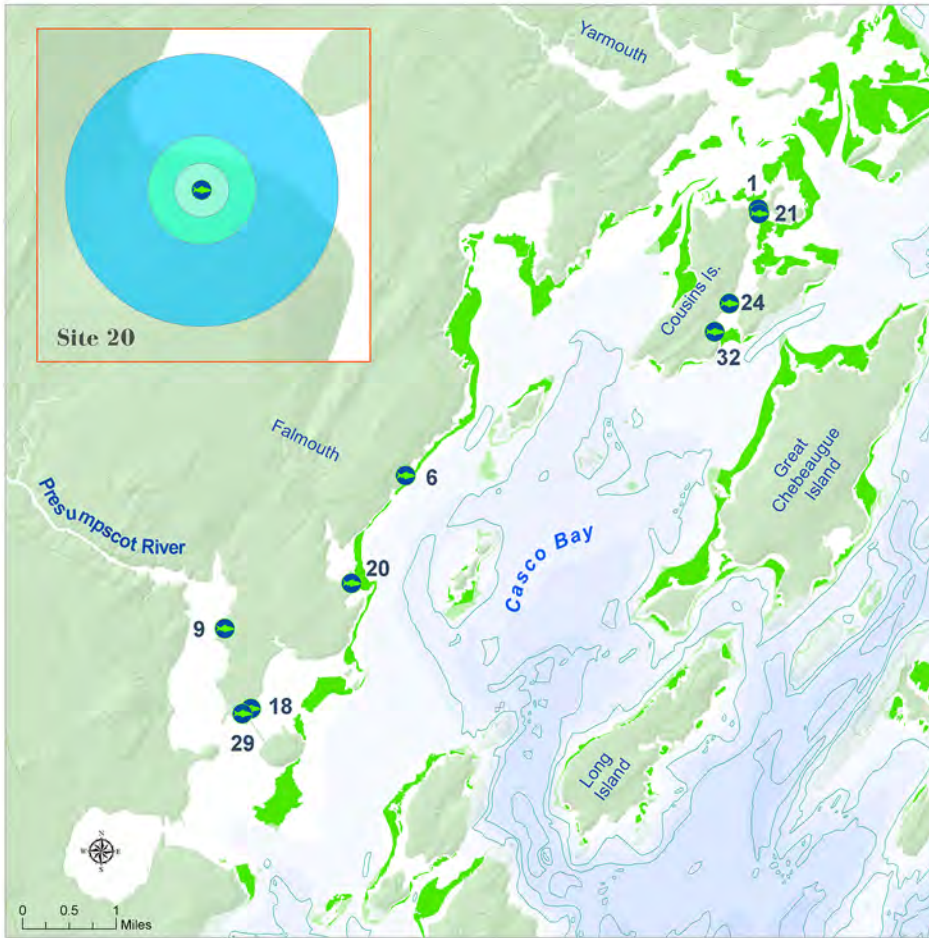 Yarmouth
Site 20
1
21
Cousins Is.
24
32
Great
Chebeaugue
Island
Falmouth
6
Presumpscot River
Casco Bay
20
9
18
29
Long
Island
N
W E
S
0 0.5 1
Miles